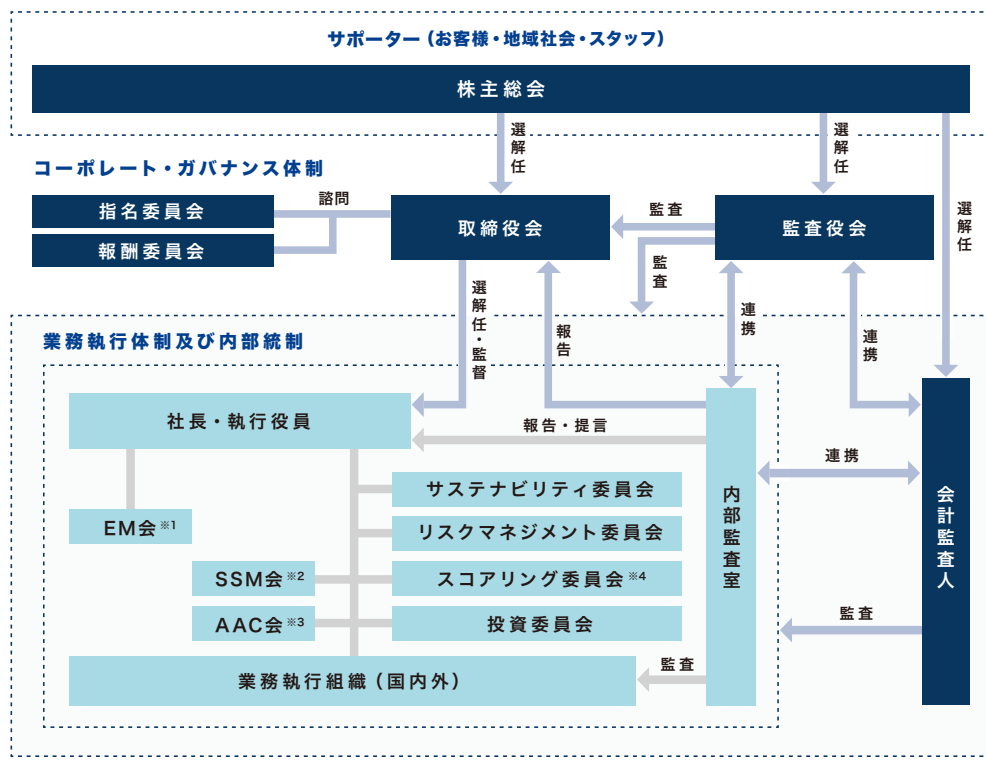 サポーター（お客様・地域社会・スタッフ）
株主総会
選解任
選解任
選解任
コーポレート・ガバナンス体制
指名委員会
報酬委員会
諮問
取締役会
監査
監査役会
監査
選解任・監督
報告
連携
連携
業務執行体制及び内部統制
社長・執行役員
報告・提言
連携
サステナビリティ委員会
リスクマネジメント委員会
EM会※1
SSM会※2
スコアリング委員会※4
AAC会※3
投資委員会
内部監査室
会計監査人
監査
監査
業務執行組織（国内外）